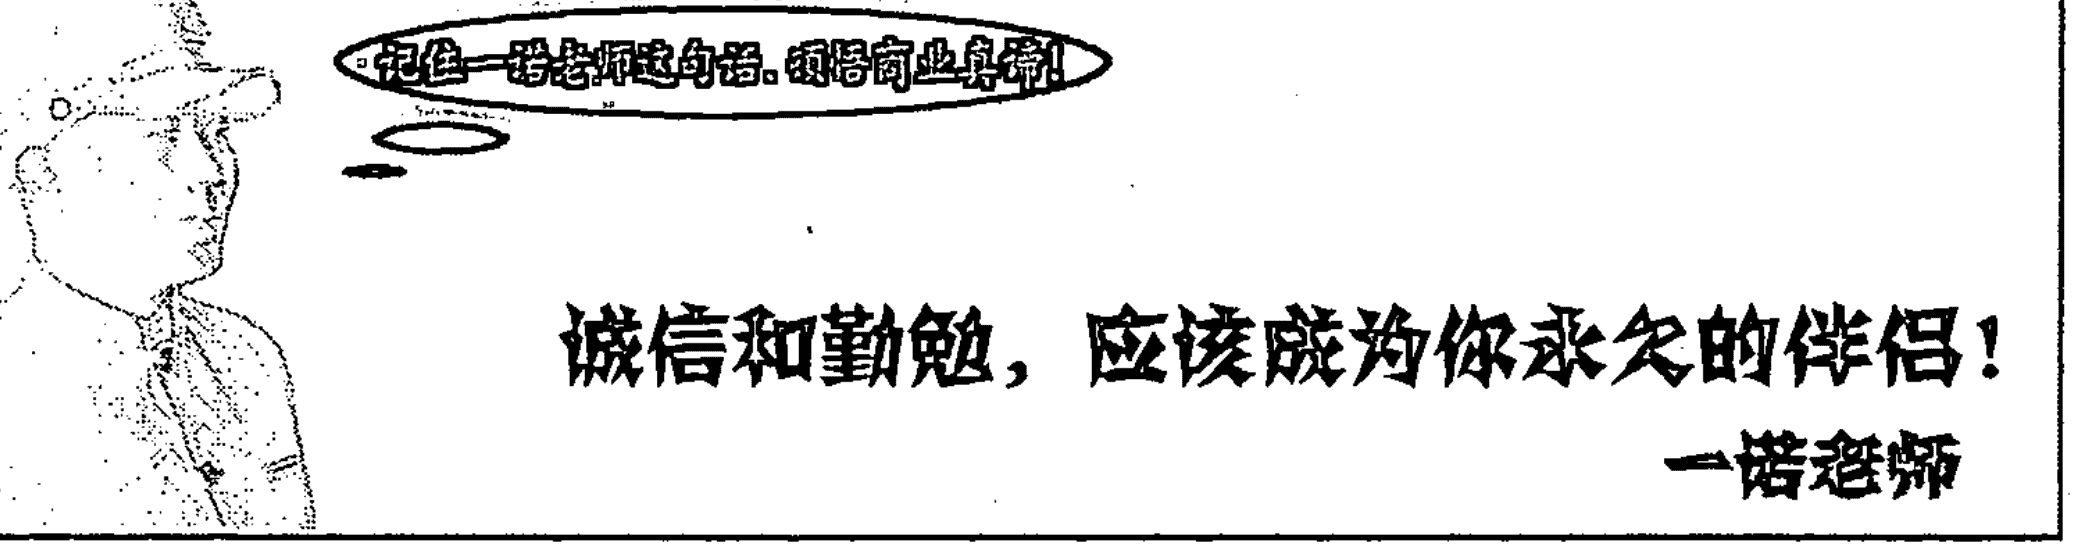 记住一诺老师这句话.领悟商业真谛!
诚信和勤勉，应该成为你永久的伴侣！
一诺老师